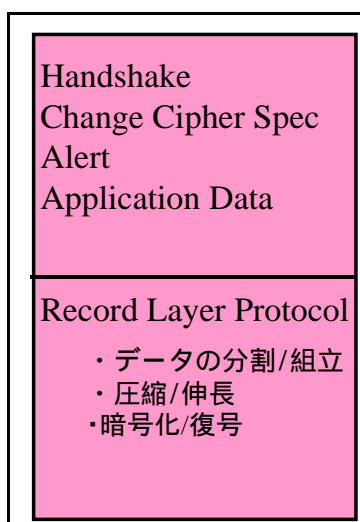 Handshake
Change Cipher Spec
Alert
Application Data
Record Layer Protocol
・データの分割/組立
・圧縮/伸長
・暗号化/復号